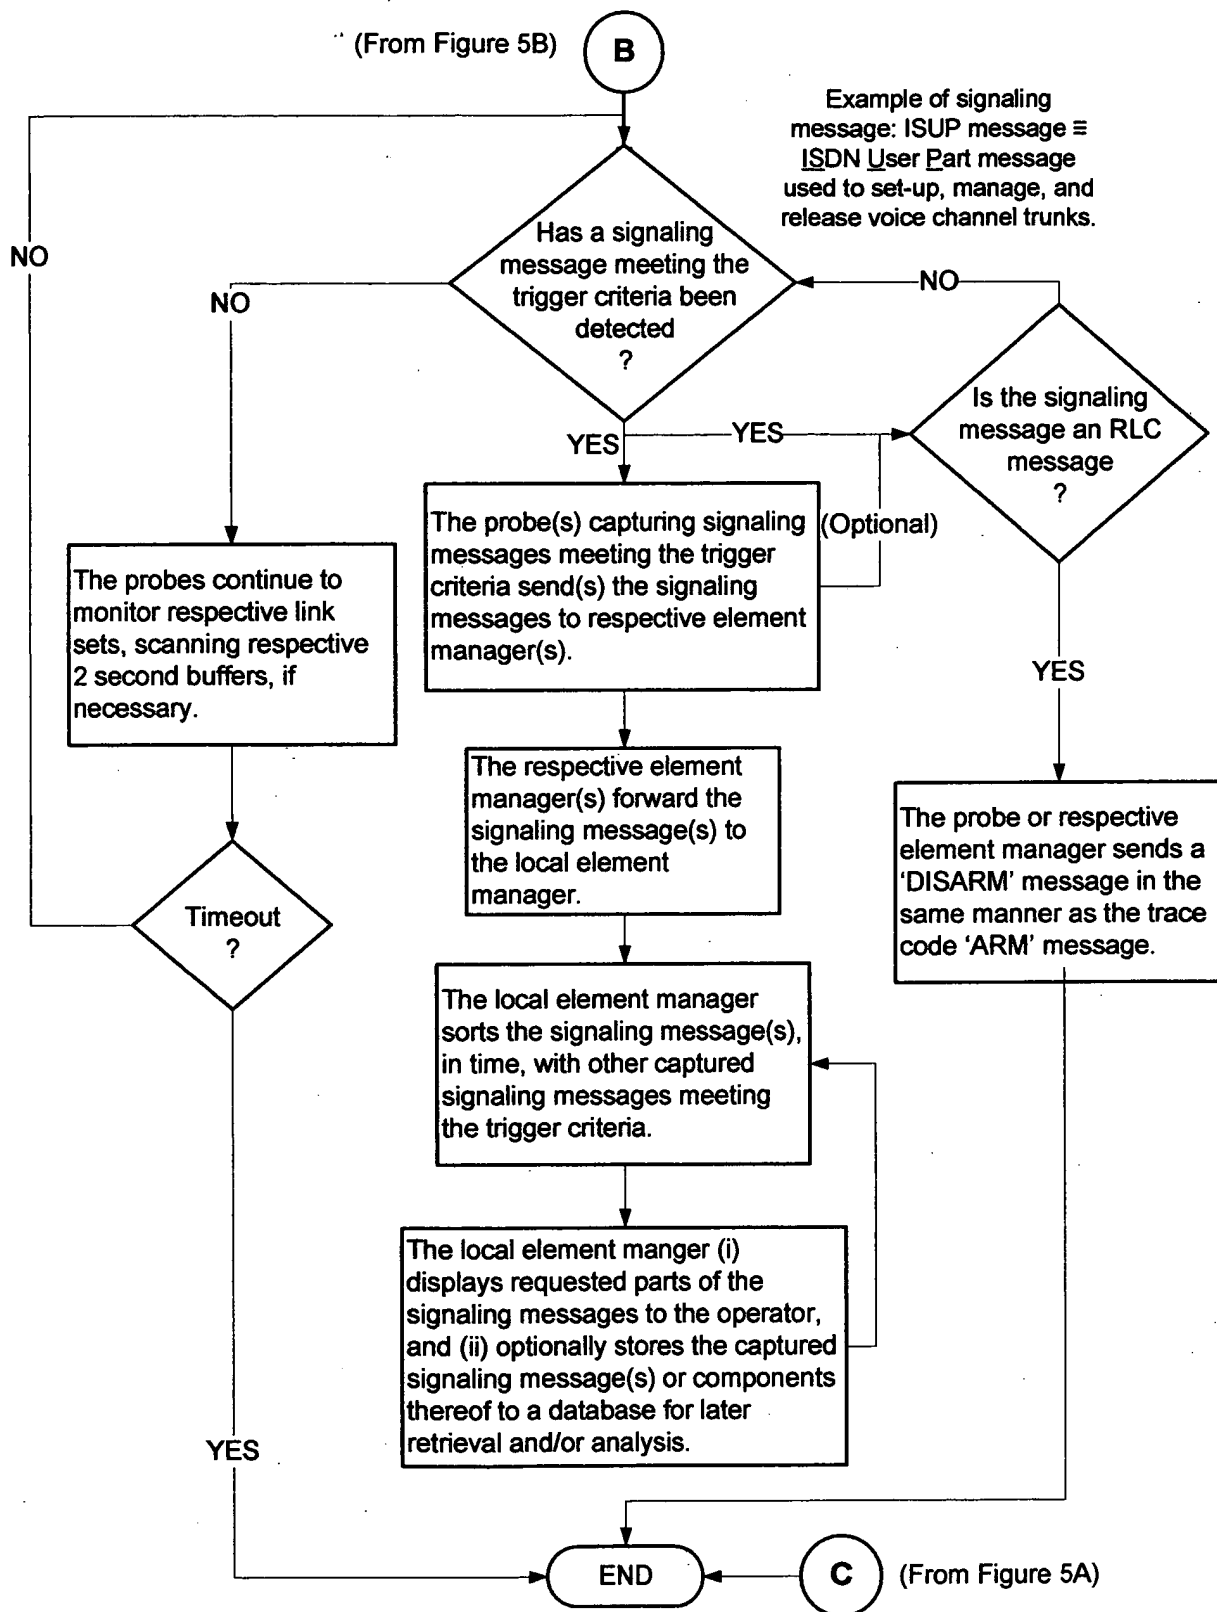 (From Figure 5B)
B
Example of signaling
message: ISUP message ≡
ISDN User Part message
used to set-up, manage, and
release voice channel trunks.
NO
Has a signaling
message meeting the
trigger criteria been
detected
?
NO
NO
Is the signaling
message an RLC
message
?
YES
YES
The probe(s) capturing signaling
messages meeting the trigger
criteria send(s) the signaling
messages to respective element
manager(s).
(Optional)
The probes continue to
monitor respective link
sets, scanning respective
2 second buffers, if
necessary.
YES
The respective element
manager(s) forward the
signaling message(s) to
the local element
manager.
The probe or respective
element manager sends a
‘DISARM’ message in the
same manner as the trace
code ‘ARM’ message.
Timeout
?
The local element manager
sorts the signaling message(s),
in time, with other captured
signaling messages meeting
the trigger criteria.
The local element manger (i)
displays requested parts of the
signaling messages to the operator,
and (ii) optionally stores the captured
signaling message(s) or components
thereof to a database for later
retrieval and/or analysis.
YES
END
C
(From Figure 5A)